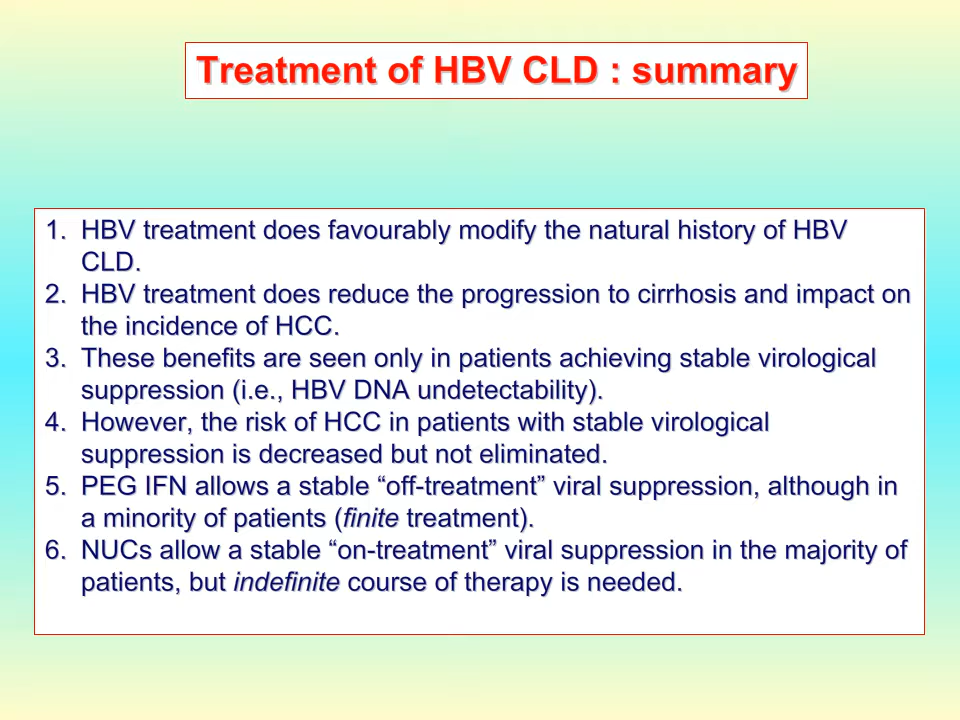 Treatment of HBV CLD : summary
1. HBV treatment does favourably modify the natural history of HBV
CLD.
2. HBV treatment does reduce the progression to cirrhosis and impact on
the incidence of HCC.
3. These benefits are seen only in patients achieving stable virological
suppression (i.e., HBV DNA undetectability).
4. However, the risk of HCC in patients with stable virological
suppression is decreased but not eliminated.
5. PEG IFN allows a stable “off-treatment” viral suppression, although in
a minority of patients (finite treatment).
6. NUCs allow a stable “on-treatment” viral suppression in the majority of
patients, but indefinite course of therapy is needed.